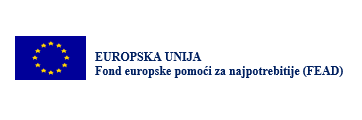 EUROPSKA UNIJA
Fond europske pomoći za najpotrebitije (FEAD)